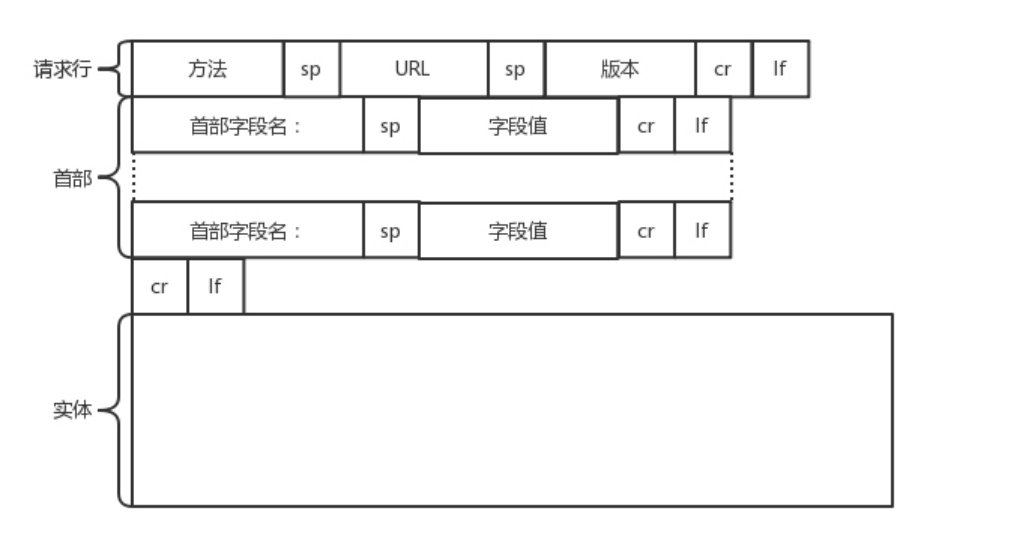 请求行 方法 sp URL sp 版本 cr lf
首部字段名： sp 字段值 cr lf
首部
首部字段名： sp 字段值 cr lf
cr lf
实体